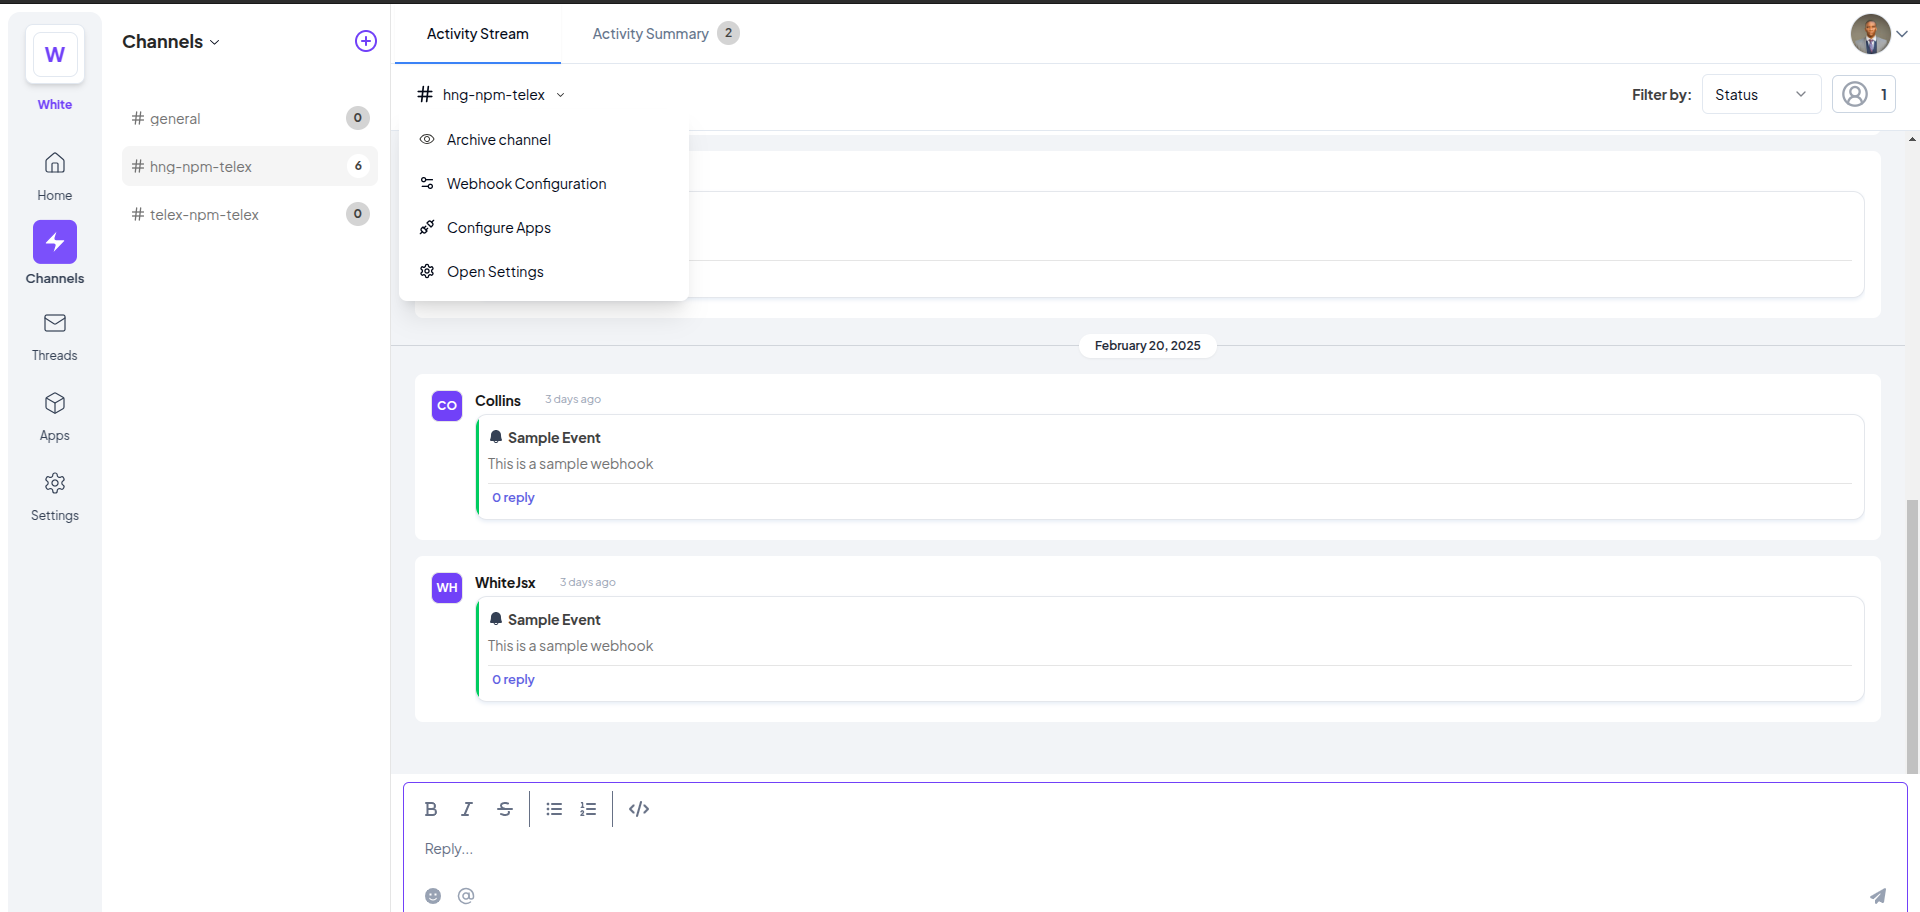 W
White
Home
Channels
Threads
Apps
Settings
Channels
# general 0
# hng-npm-telex 6
# telex-npm-telex 0
Activity Stream
Activity Summary 2
# hng-npm-telex
Filter by: Status 1
Archive channel
Webhook Configuration
Configure Apps
Open Settings
February 20, 2025
CO Collins 3 days ago
Sample Event
This is a sample webhook
0 reply
WH WhiteJsx 3 days ago
Sample Event
This is a sample webhook
0 reply
B I S </>
Reply...
@